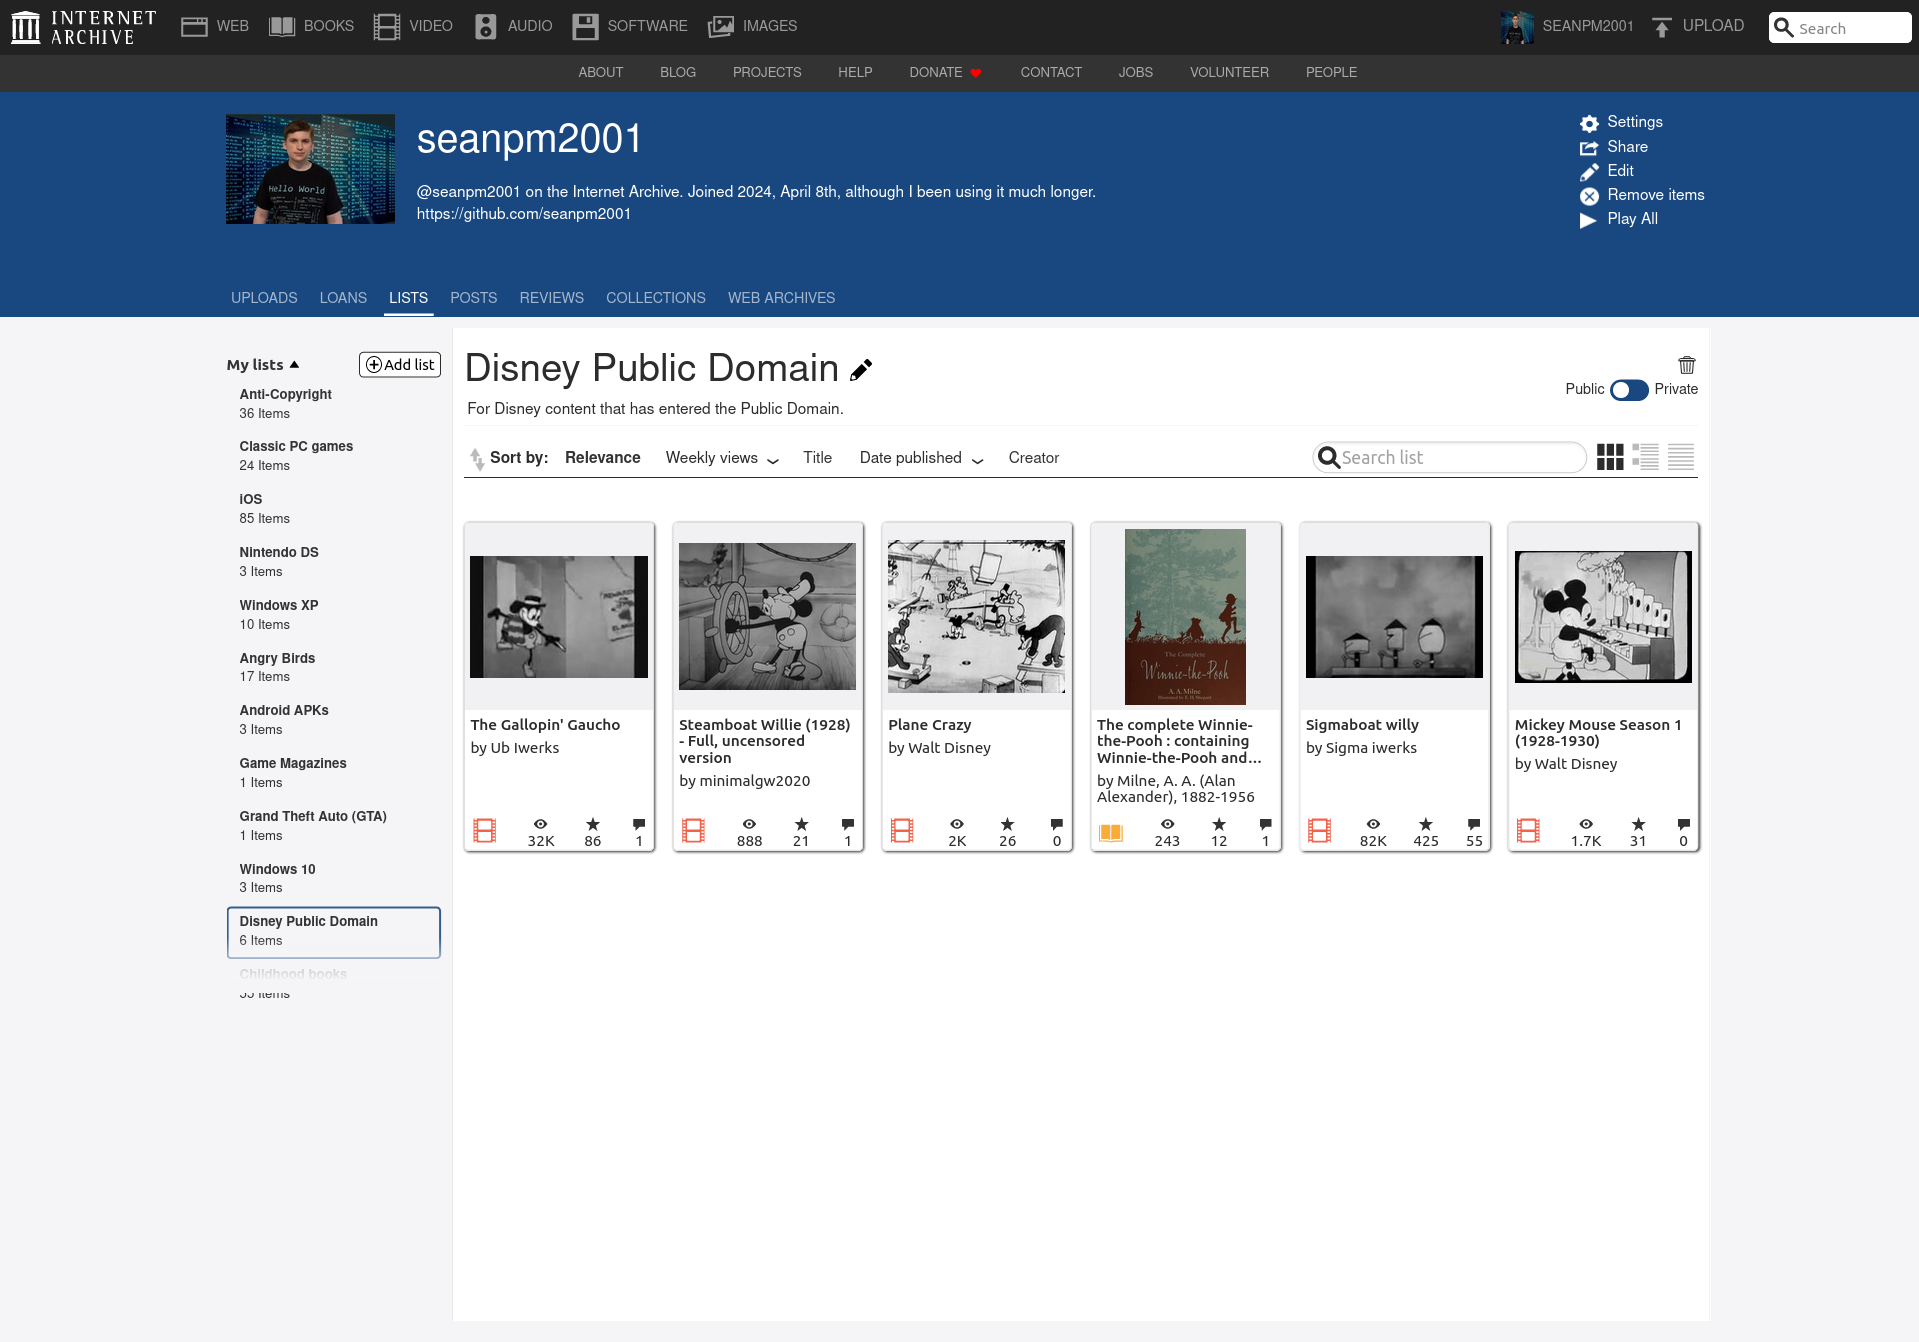 INTERNET ARCHIVE
WEB BOOKS VIDEO AUDIO SOFTWARE IMAGES SEANPM2001 UPLOAD Search
ABOUT BLOG PROJECTS HELP DONATE CONTACT JOBS VOLUNTEER PEOPLE
Hello World
seanpm2001
@seanpm2001 on the Internet Archive. Joined 2024, April 8th, although I been using it much longer.
https://github.com/seanpm2001
Settings
Share
Edit
Remove items
Play All
UPLOADS LOANS LISTS POSTS REVIEWS COLLECTIONS WEB ARCHIVES
My lists Add list
Anti-Copyright
36 Items
Classic PC games
24 Items
iOS
85 Items
Nintendo DS
3 Items
Windows XP
10 Items
Angry Birds
17 Items
Android APKs
3 Items
Game Magazines
1 Items
Grand Theft Auto (GTA)
1 Items
Windows 10
3 Items
Disney Public Domain
6 Items
Childhood books
Items
Disney Public Domain
For Disney content that has entered the Public Domain.
Public Private
Sort by: Relevance Weekly views Title Date published Creator
Search list
The Gallopin' Gaucho
by Ub Iwerks
32K 86 1
Steamboat Willie (1928)
- Full, uncensored
version
by minimalgw2020
888 21 1
Plane Crazy
by Walt Disney
2K 26 0
The Complete
Winnie-the-Pooh
A.A.Milne
Illustrated by E. H. Shepard
The complete Winnie-
the-Pooh : containing
Winnie-the-Pooh and...
by Milne, A. A. (Alan
Alexander), 1882-1956
243 12 1
Sigmaboat willy
by Sigma iwerks
82K 425 55
Mickey Mouse Season 1
(1928-1930)
by Walt Disney
1.7K 31 0